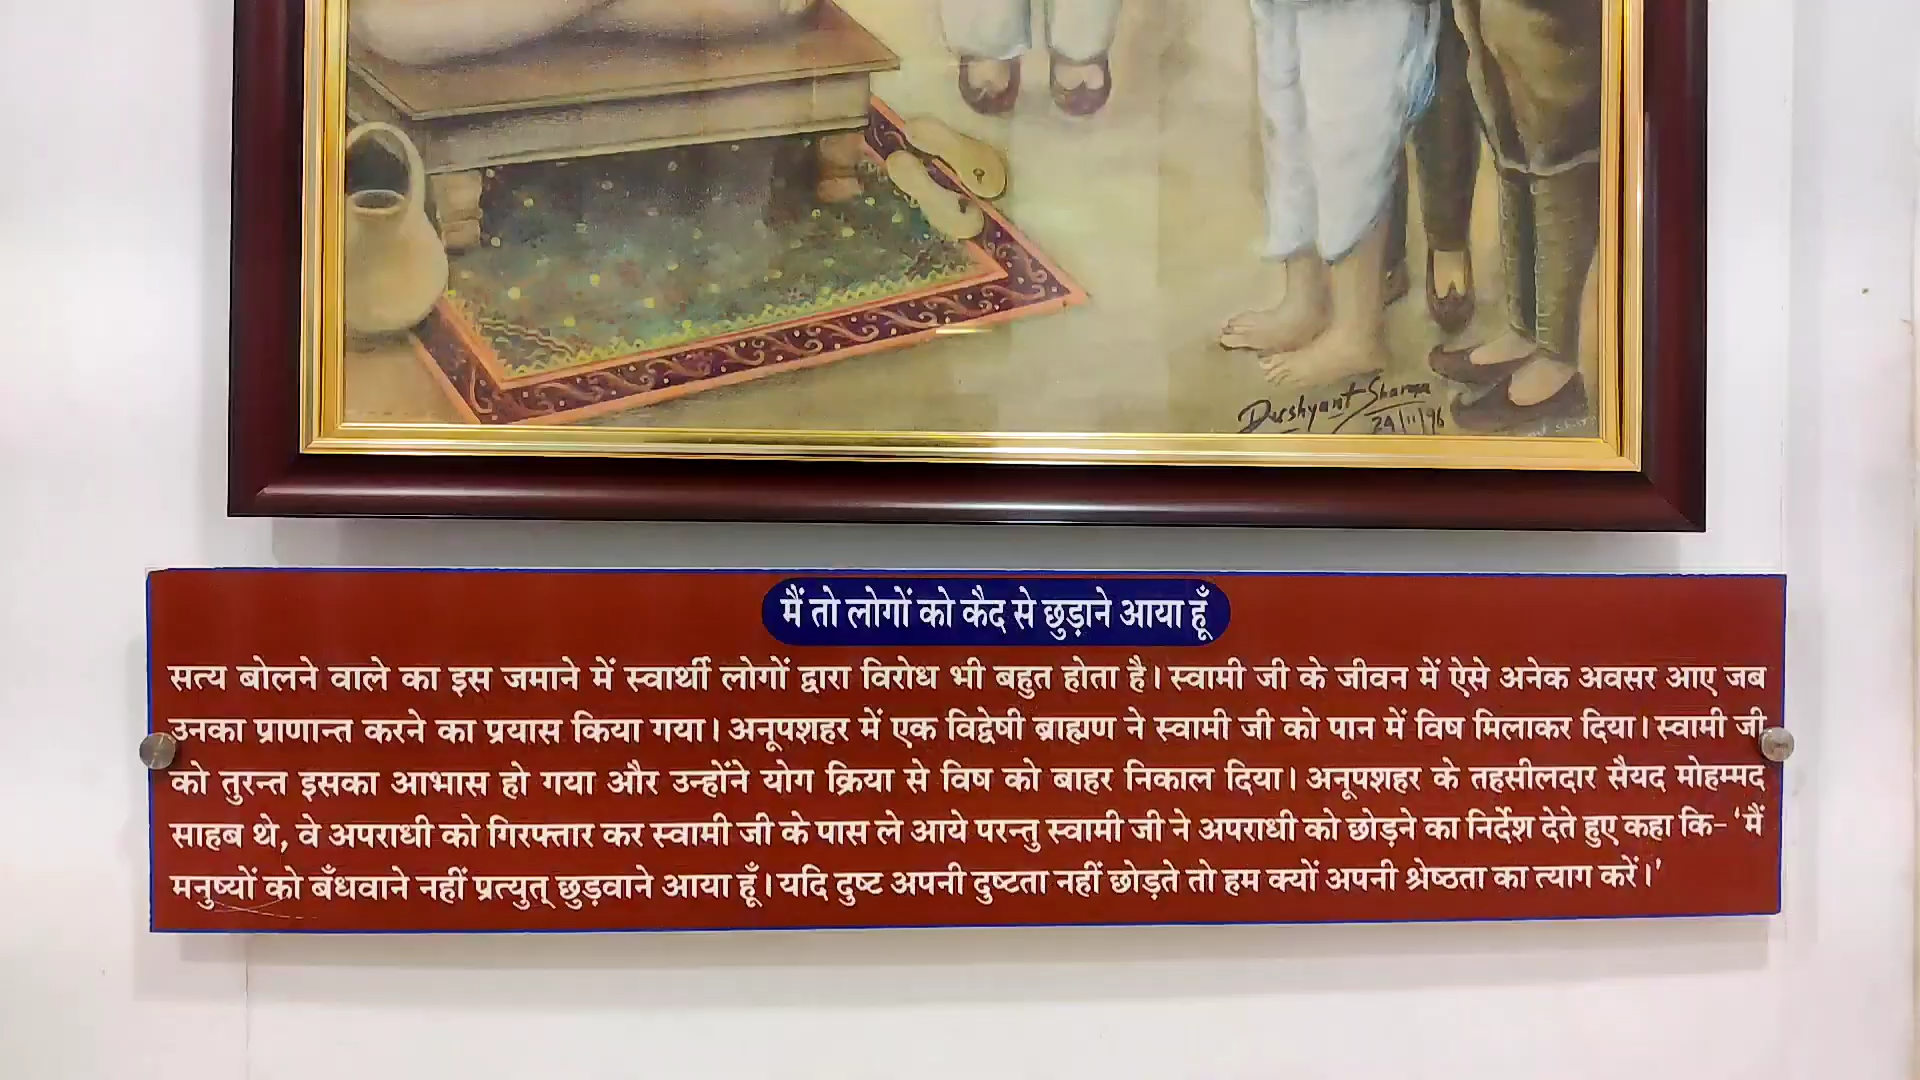 Dushyant Sharma
24/11/96
मैं तो लोगों को कैद से छुड़ाने आया हूँ
सत्य बोलने वाले का इस जमाने में स्वार्थी लोगों द्वारा विरोध भी बहुत होता है। स्वामी जी के जीवन में ऐसे अनेक अवसर आए जब
उनका प्राणान्त करने का प्रयास किया गया। अनूपशहर में एक विद्वेषी ब्राह्मण ने स्वामी जी को पान में विष मिलाकर दिया। स्वामी जी
को तुरन्त इसका आभास हो गया और उन्होंने योग क्रिया से विष को बाहर निकाल दिया। अनूपशहर के तहसीलदार सैयद मोहम्मद
साहब थे, वे अपराधी को गिरफ्तार कर स्वामी जी के पास ले आये परन्तु स्वामी जी ने अपराधी को छोड़ने का निर्देश देते हुए कहा कि- 'मैं
मनुष्यों को बँधवाने नहीं प्रत्युत् छुड़वाने आया हूँ। यदि दुष्ट अपनी दुष्टता नहीं छोड़ते तो हम क्यों अपनी श्रेष्ठता का त्याग करें।'